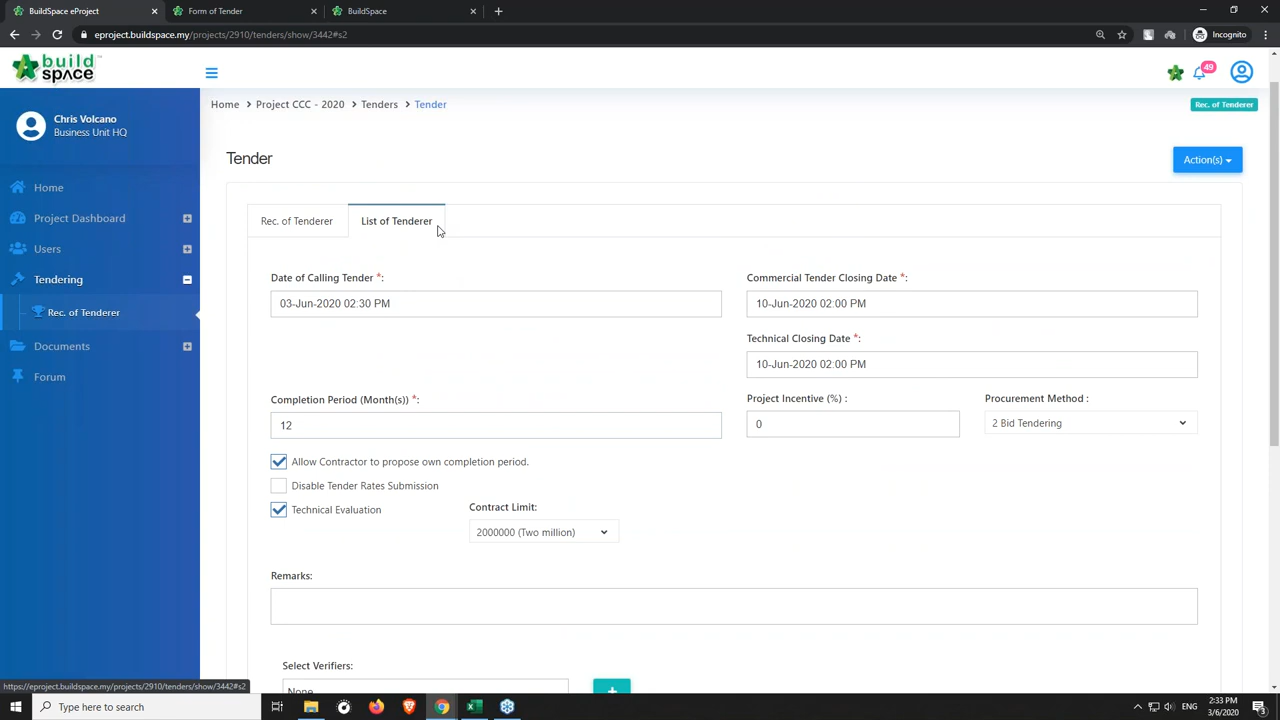 BuildSpace eProject
Form of Tender
BuildSpace
eproject.buildspace.my/projects/2910/tenders/show/3442#s2
Incognito
build space
49
Chris Volcano
Business Unit HQ
Home
Project Dashboard
Users
Tendering
Rec. of Tenderer
Documents
Forum
Home > Project CCC - 2020 > Tenders > Tender
Rec. of Tenderer
Tender
Action(s)
Rec. of Tenderer
List of Tenderer
Date of Calling Tender *:
03-Jun-2020 02:30 PM
Commercial Tender Closing Date *:
10-Jun-2020 02:00 PM
Technical Closing Date *:
10-Jun-2020 02:00 PM
Completion Period (Month(s)) *:
12
Project Incentive (%) :
0
Procurement Method :
2 Bid Tendering
Allow Contractor to propose own completion period.
Disable Tender Rates Submission
Technical Evaluation
Contract Limit:
2000000 (Two million)
Remarks:
Select Verifiers:
None
https://eproject.buildspace.my/projects/2910/tenders/show/3442#s2
Type here to search
ENG
2:33 PM
3/6/2020